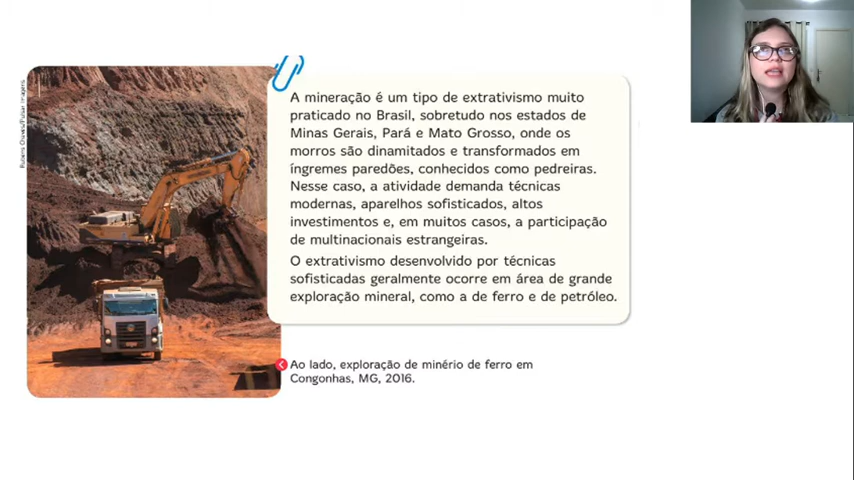 Rubens Chaves/Pulsar Imagens
A mineração é um tipo de extrativismo muito
praticado no Brasil, sobretudo nos estados de
Minas Gerais, Pará e Mato Grosso, onde os
morros são dinamitados e transformados em
íngremes paredões, conhecidos como pedreiras.
Nesse caso, a atividade demanda técnicas
modernas, aparelhos sofisticados, altos
investimentos e, em muitos casos, a participação
de multinacionais estrangeiras.
O extrativismo desenvolvido por técnicas
sofisticadas geralmente ocorre em área de grande
exploração mineral, como a de ferro e de petróleo.
Ao lado, exploração de minério de ferro em
Congonhas, MG, 2016.